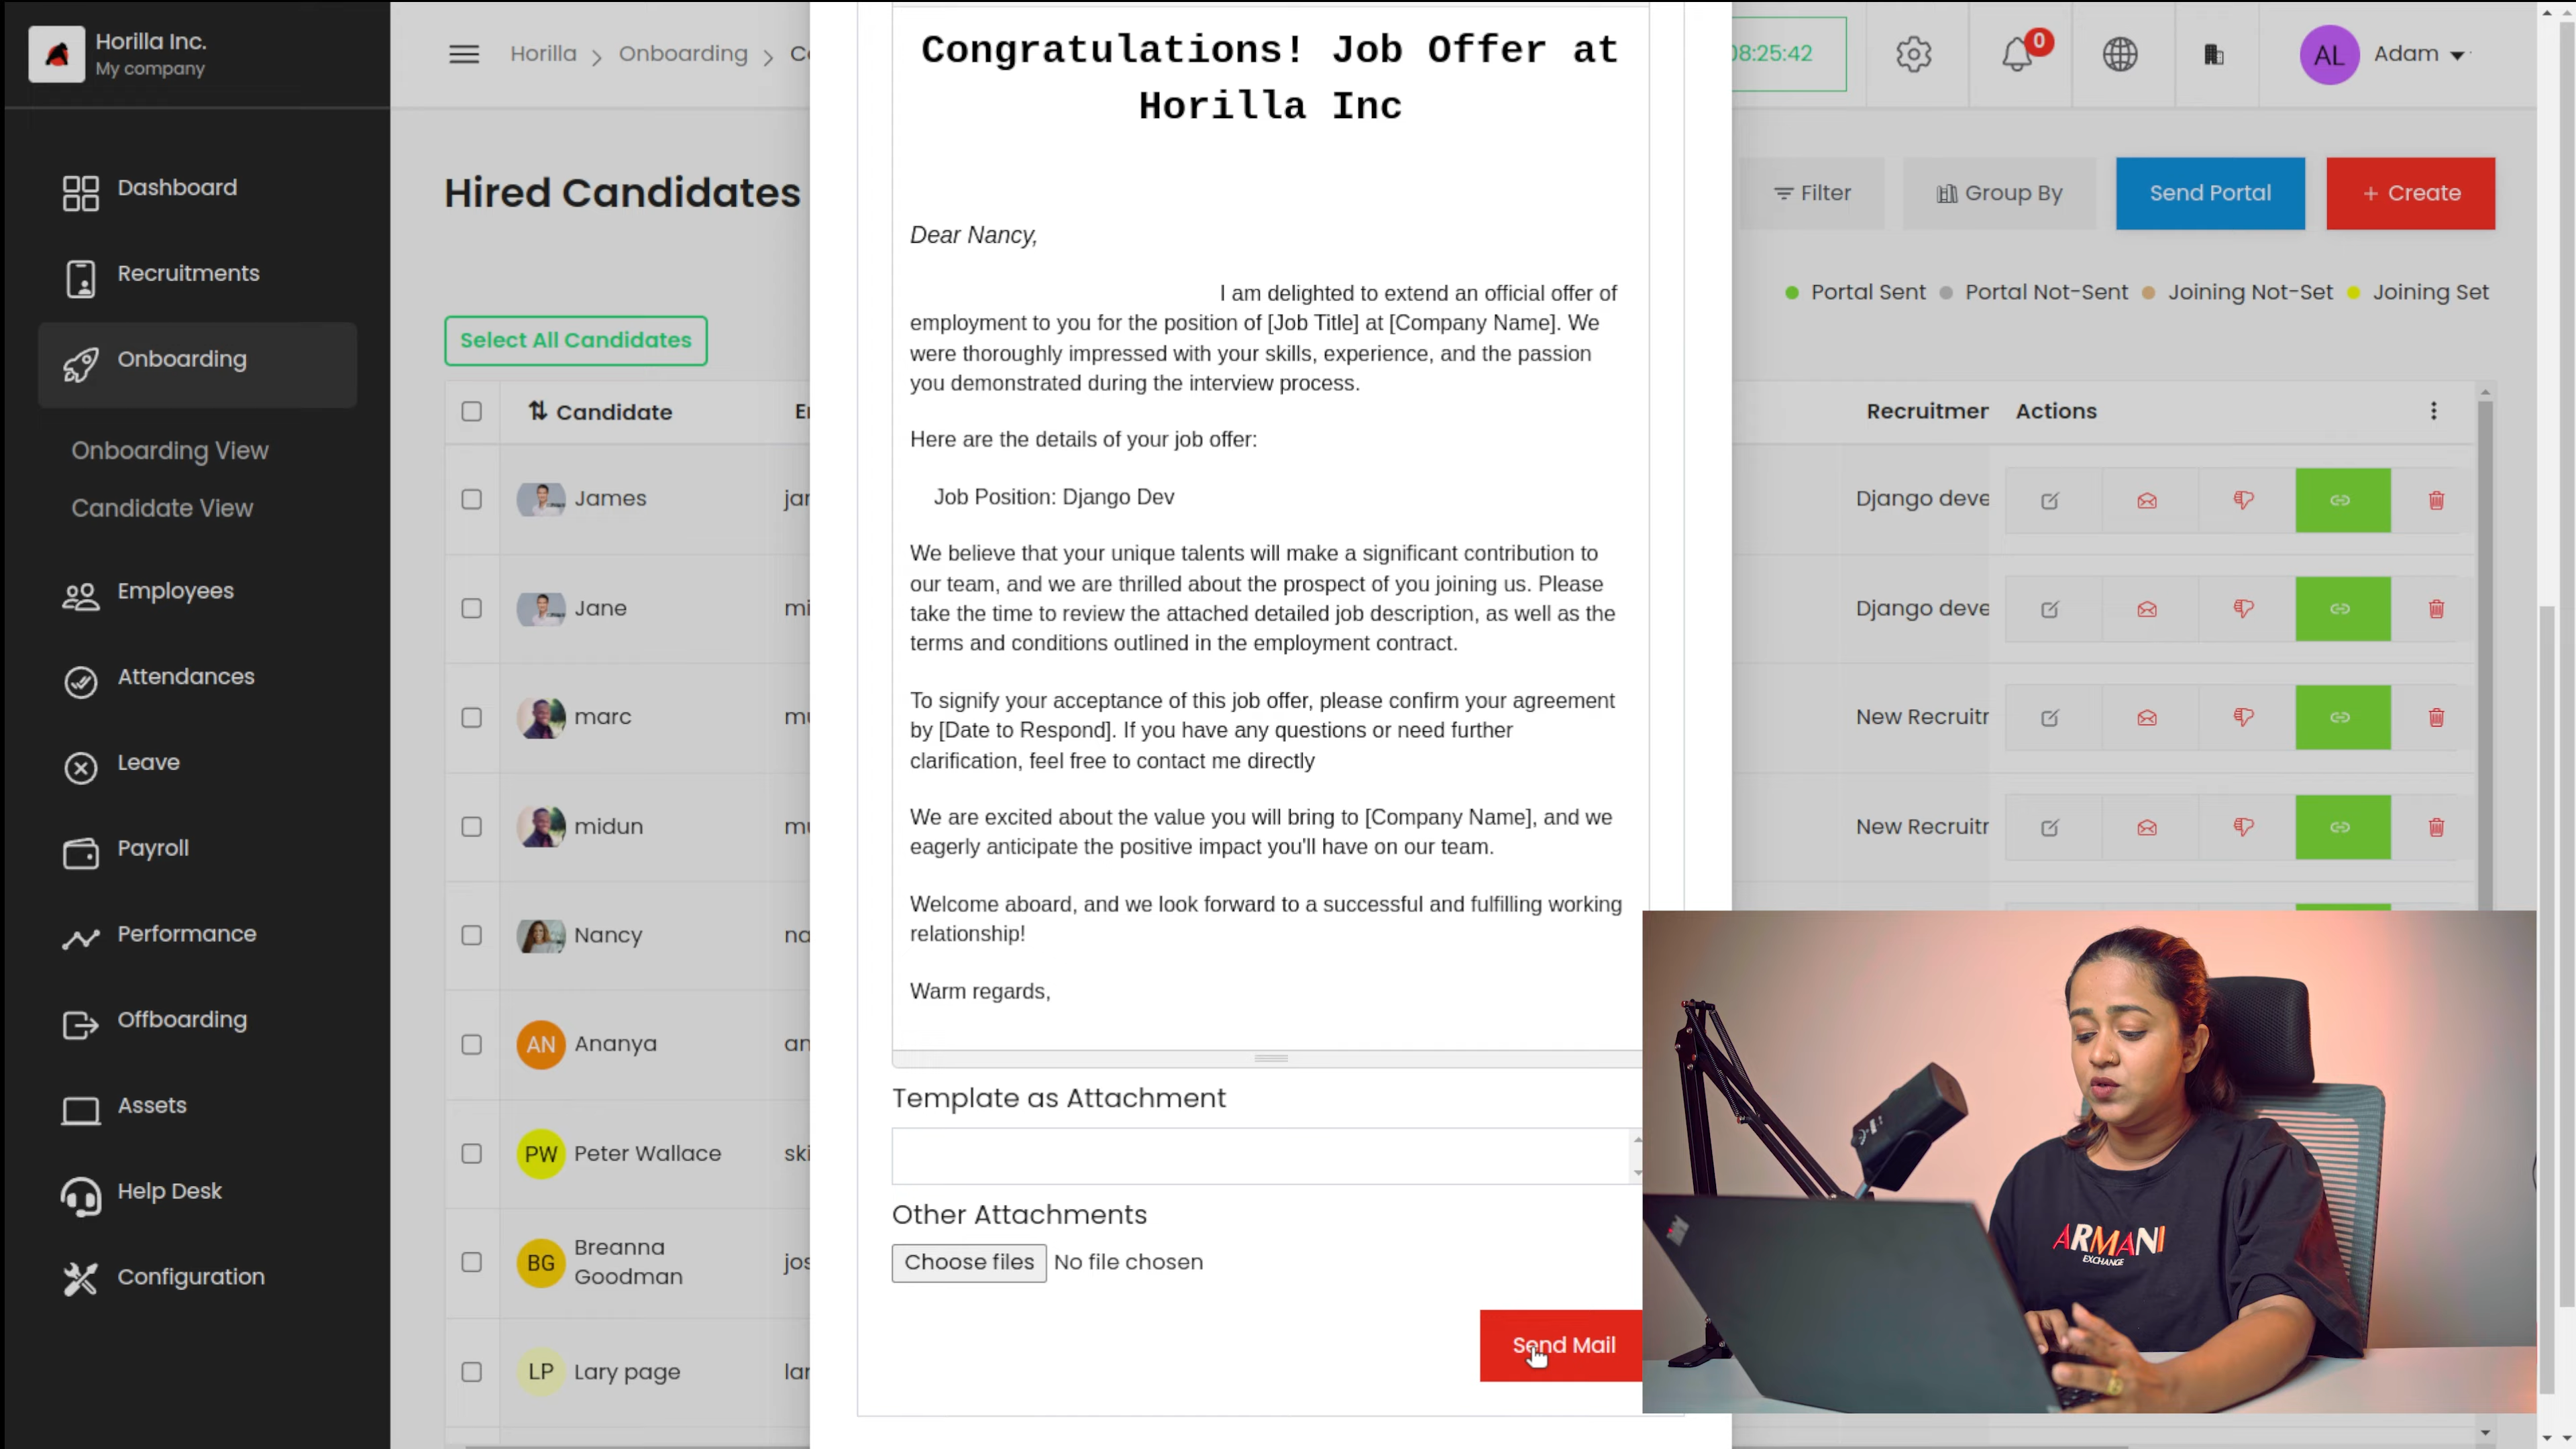 Horilla Inc.
My company
Dashboard
Recruitments
Onboarding
Onboarding View
Candidate View
Employees
Attendances
Leave
Payroll
Performance
Offboarding
Assets
Help Desk
Configuration
Horilla > Onboarding >
08:25:42
0
AL Adam
Hired Candidates
Filter
Group By
Send Portal
+ Create
Portal Sent
Portal Not-Sent
Joining Not-Set
Joining Set
Select All Candidates
Candidate
Recruitmer
Actions
James
jar
Django deve
Jane
mi
Django deve
marc
mu
New Recruitr
midun
mu
New Recruitr
Nancy
na
AN Ananya
an
PW Peter Wallace
ski
BG Breanna
Goodman
jos
LP Lary page
lar
Congratulations! Job Offer at
Horilla Inc
Dear Nancy,
I am delighted to extend an official offer of
employment to you for the position of [Job Title] at [Company Name]. We
were thoroughly impressed with your skills, experience, and the passion
you demonstrated during the interview process.
Here are the details of your job offer:
Job Position: Django Dev
We believe that your unique talents will make a significant contribution to
our team, and we are thrilled about the prospect of you joining us. Please
take the time to review the attached detailed job description, as well as the
terms and conditions outlined in the employment contract.
To signify your acceptance of this job offer, please confirm your agreement
by [Date to Respond]. If you have any questions or need further
clarification, feel free to contact me directly
We are excited about the value you will bring to [Company Name], and we
eagerly anticipate the positive impact you'll have on our team.
Welcome aboard, and we look forward to a successful and fulfilling working
relationship!
Warm regards,
Template as Attachment
Other Attachments
Choose files No file chosen
Send Mail
ARMANI
EXCHANGE